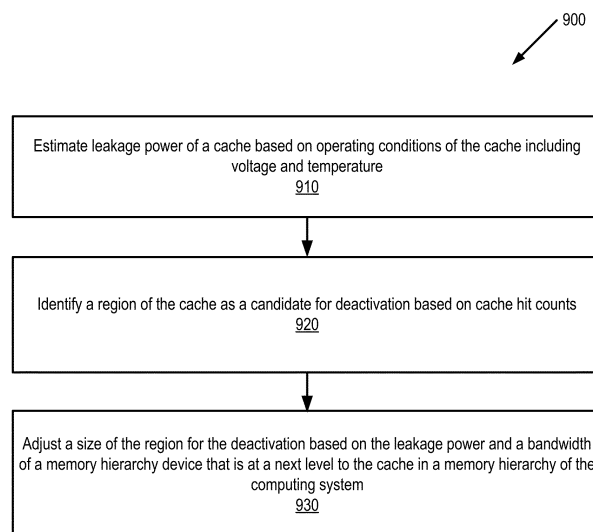 900
Estimate leakage power of a cache based on operating conditions of the cache including
voltage and temperature
910
Identify a region of the cache as a candidate for deactivation based on cache hit counts
920
Adjust a size of the region for the deactivation based on the leakage power and a bandwidth
of a memory hierarchy device that is at a next level to the cache in a memory hierarchy of the
computing system
930